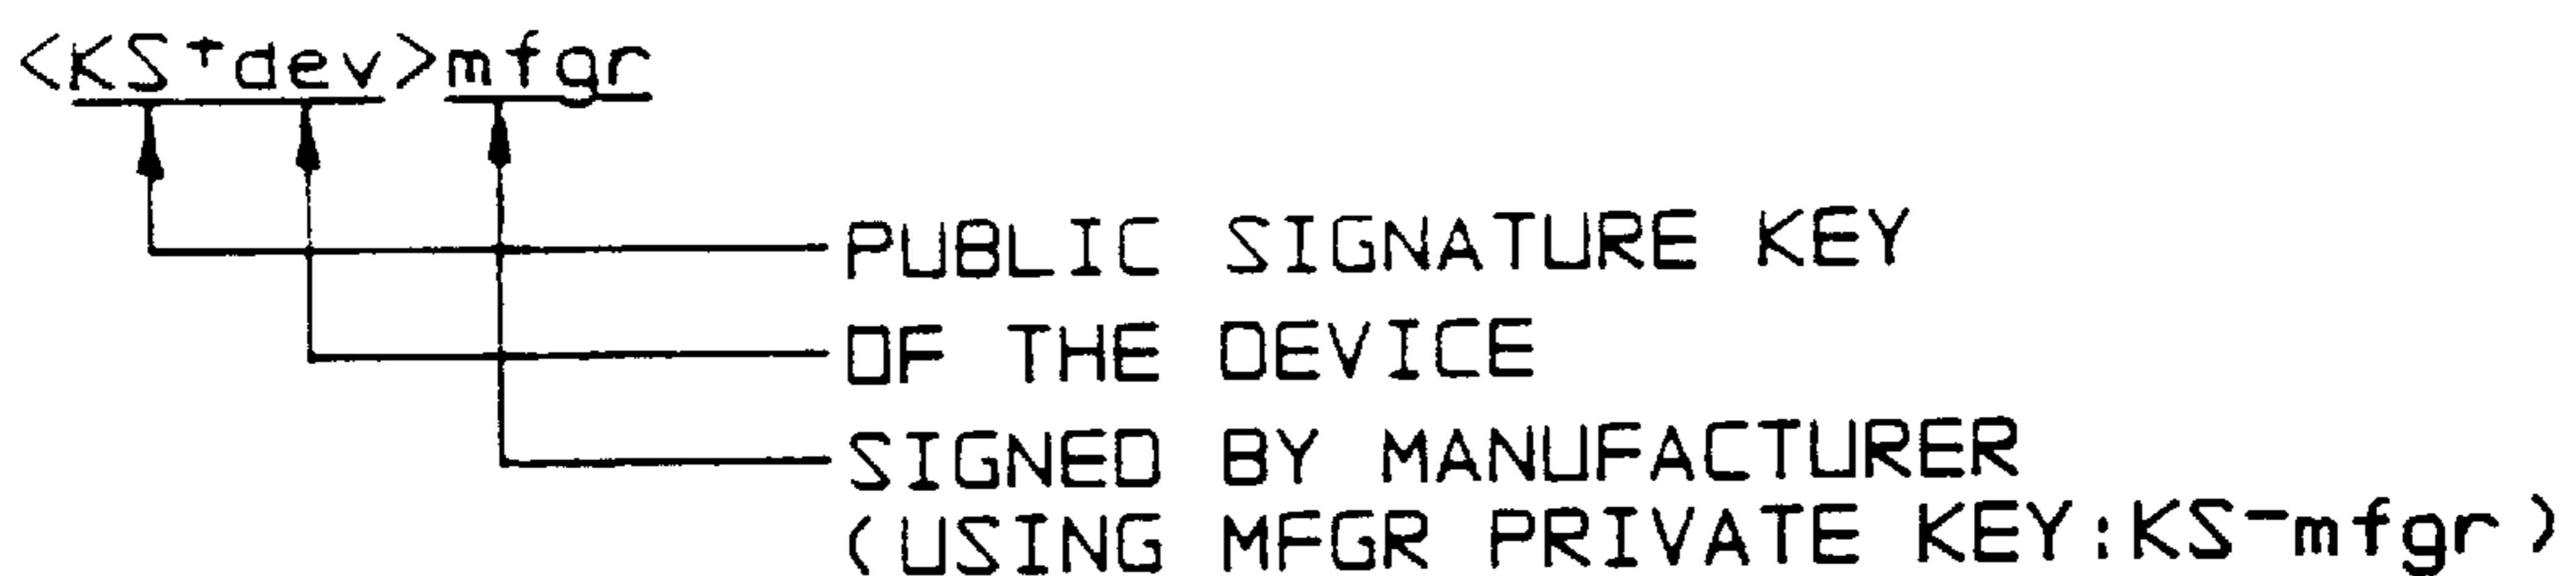 <KS⁺dev>mfgr
PUBLIC SIGNATURE KEY
OF THE DEVICE
SIGNED BY MANUFACTURER
(USING MFGR PRIVATE KEY:KS⁻mfgr)